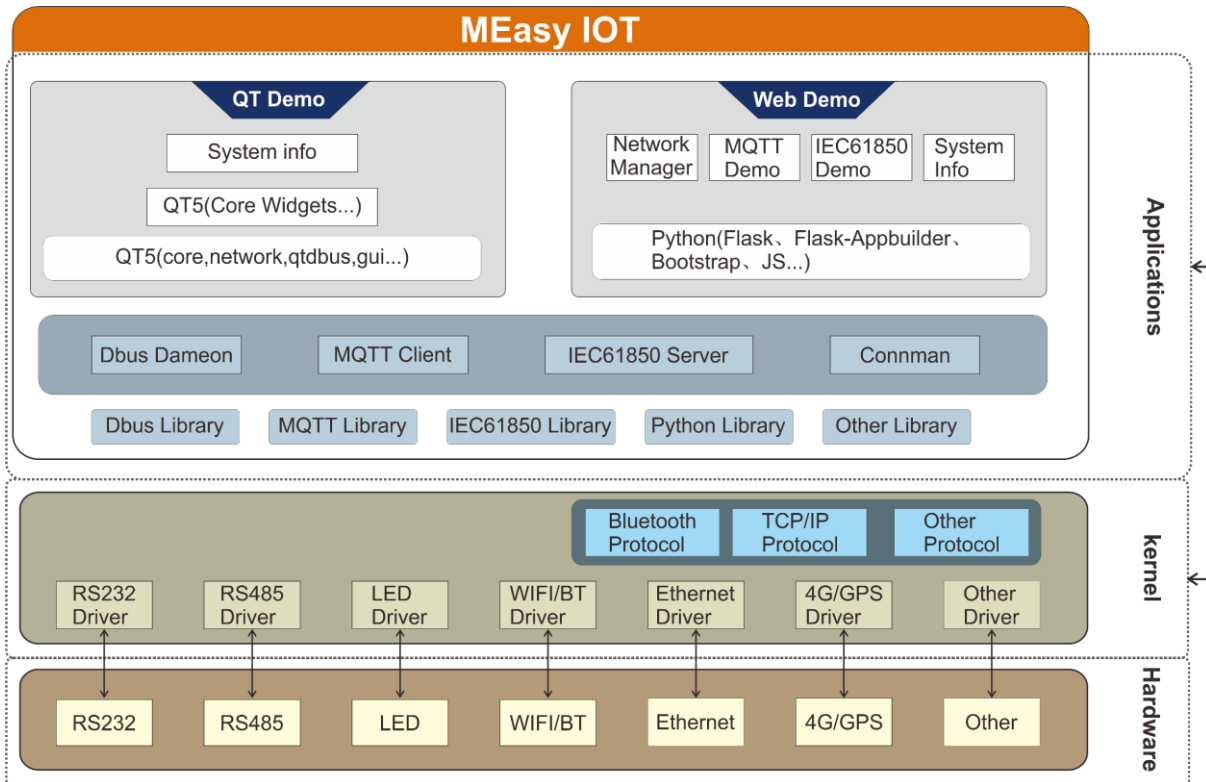 MEasy IOT
QT Demo
System info
QT5(Core Widgets...)
QT5(core,network,qtdbus,gui...)
Web Demo
Network
Manager
MQTT
Demo
IEC61850
Demo
System
Info
Python(Flask、Flask-Appbuilder、
Bootstrap、JS...)
Dbus Dameon
MQTT Client
IEC61850 Server
Connman
Dbus Library
MQTT Library
IEC61850 Library
Python Library
Other Library
Applications
Bluetooth
Protocol
TCP/IP
Protocol
Other
Protocol
RS232
Driver
RS485
Driver
LED
Driver
WIFI/BT
Driver
Ethernet
Driver
4G/GPS
Driver
Other
Driver
kernel
RS232
RS485
LED
WIFI/BT
Ethernet
4G/GPS
Other
Hardware